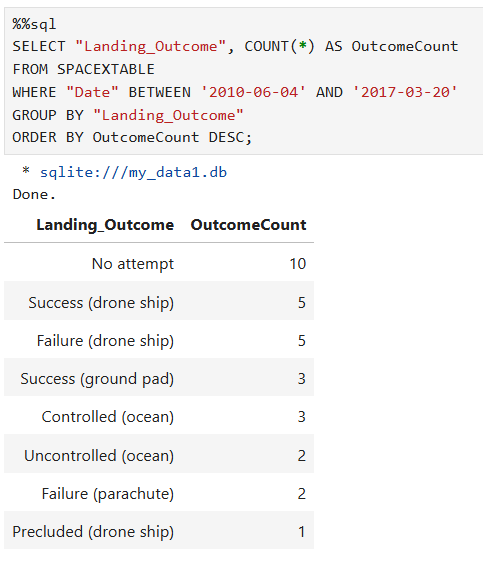 %%sql
SELECT "Landing_Outcome", COUNT(*) AS OutcomeCount
FROM SPACEXTABLE
WHERE "Date" BETWEEN '2010-06-04' AND '2017-03-20'
GROUP BY "Landing_Outcome"
ORDER BY OutcomeCount DESC;
* sqlite:///my_data1.db
Done.
Landing_Outcome OutcomeCount
No attempt 10
Success (drone ship) 5
Failure (drone ship) 5
Success (ground pad) 3
Controlled (ocean) 3
Uncontrolled (ocean) 2
Failure (parachute) 2
Precluded (drone ship) 1